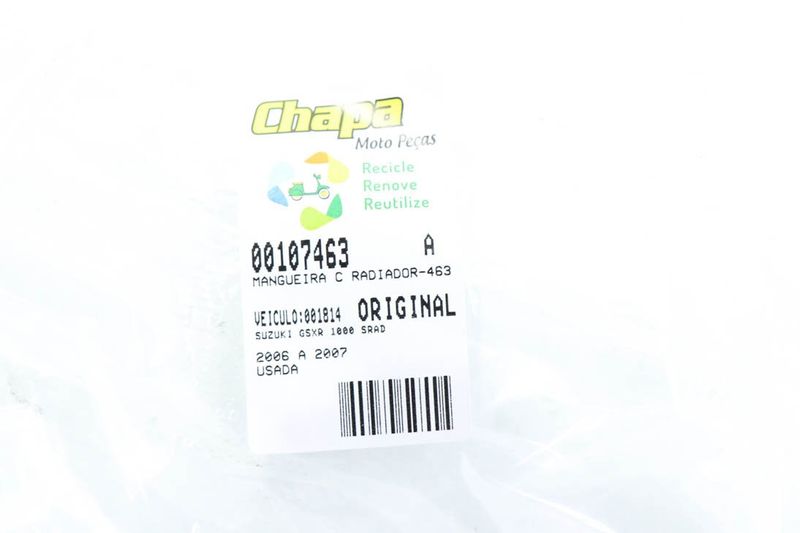 Chapa
Moto Peças
Recicle
Renove
Reutilize
00107463 A
MANGUEIRA C RADIADOR-463
VEICULO:001814 ORIGINAL
SUZUKI GSXR 1000 SRAD
2006 A 2007
USADA